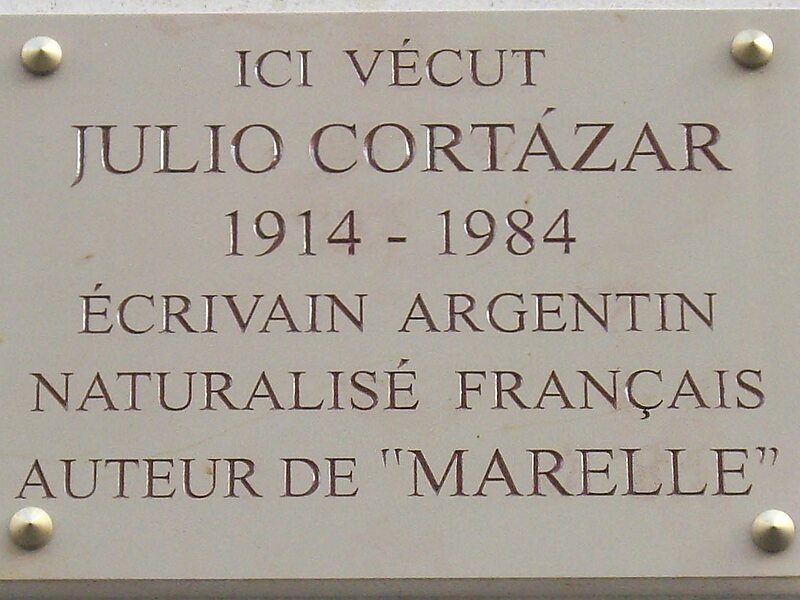 ICI VÉCUT
JULIO CORTÁZAR
1914 - 1984
ÉCRIVAIN ARGENTIN
NATURALISÉ FRANÇAIS
AUTEUR DE "MARELLE"